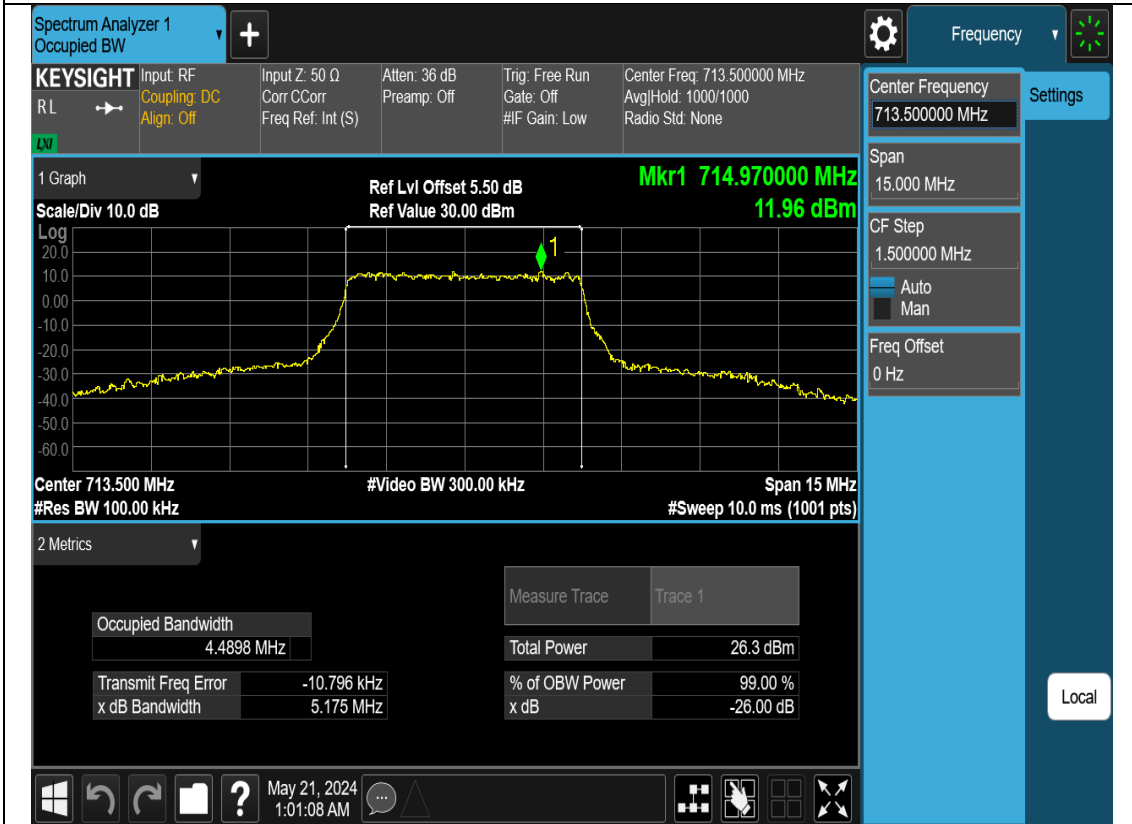 Spectrum Analyzer 1
Occupied BW
Frequency
KEYSIGHT
RL
LXI
Input: RF
Coupling: DC
Align: Off
Input Z: 50 Ω
Corr CCorr
Freq Ref: Int (S)
Atten: 36 dB
Preamp: Off
Trig: Free Run
Gate: Off
#IF Gain: Low
Center Freq: 713.500000 MHz
Avg|Hold: 1000/1000
Radio Std: None
Center Frequency
713.500000 MHz
Settings
Span
15.000 MHz
CF Step
1.500000 MHz
Auto
Man
Freq Offset
0 Hz
Local
1 Graph
Scale/Div 10.0 dB
Ref Lvl Offset 5.50 dB
Ref Value 30.00 dBm
Mkr1 714.970000 MHz
11.96 dBm
Log
20.0
10.0
0.00
-10.0
-20.0
-30.0
-40.0
-50.0
-60.0
1
Center 713.500 MHz
#Video BW 300.00 kHz
Span 15 MHz
#Res BW 100.00 kHz
#Sweep 10.0 ms (1001 pts)
2 Metrics
Measure Trace Trace 1
Occupied Bandwidth
4.4898 MHz
Total Power 26.3 dBm
Transmit Freq Error -10.796 kHz
% of OBW Power 99.00 %
x dB Bandwidth 5.175 MHz
x dB -26.00 dB
?
May 21, 2024
1:01:08 AM